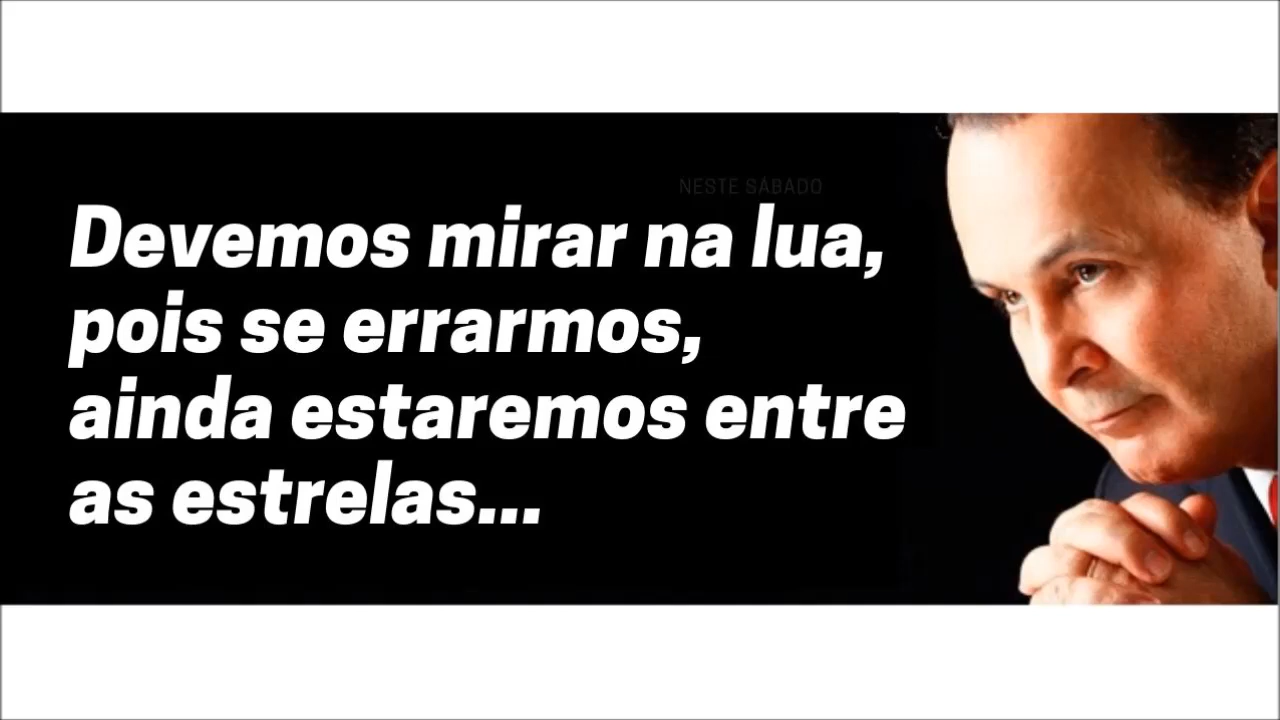 NESTE SÁBADO
Devemos mirar na lua,
pois se errarmos,
ainda estaremos entre
as estrelas...